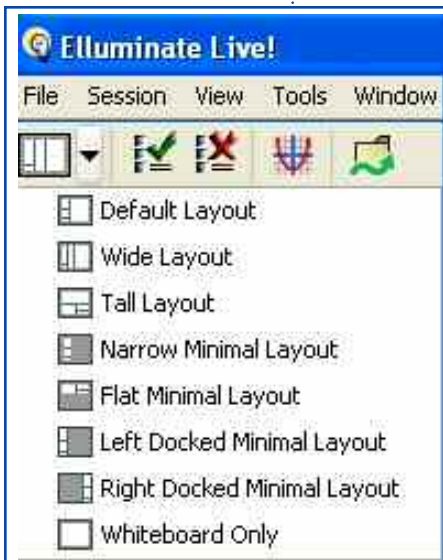 Elluminate Live!
File Session View Tools Window
Default Layout
Wide Layout
Tall Layout
Narrow Minimal Layout
Flat Minimal Layout
Left Docked Minimal Layout
Right Docked Minimal Layout
Whiteboard Only